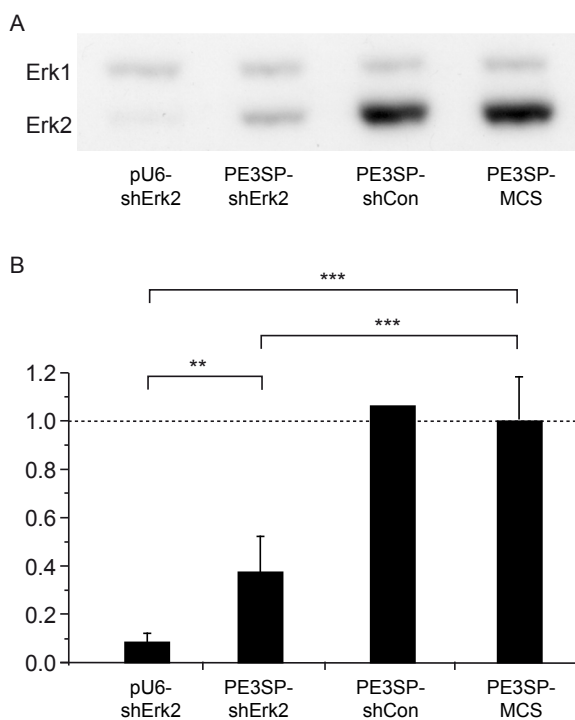 A
Erk1
Erk2
pU6-
shErk2
PE3SP-
shErk2
PE3SP-
shCon
PE3SP-
MCS
B
***
***
**
1.2
1.0
0.8
0.6
0.4
0.2
0.0
pU6-
shErk2
PE3SP-
shErk2
PE3SP-
shCon
PE3SP-
MCS